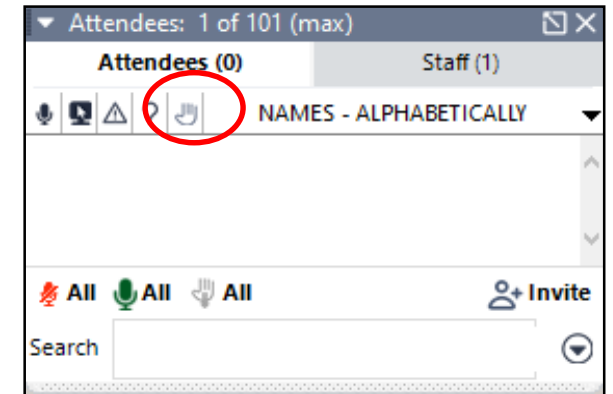 Attendees: 1 of 101 (max)
Attendees (0) Staff (1)
? NAMES - ALPHABETICALLY
All All All Invite
Search